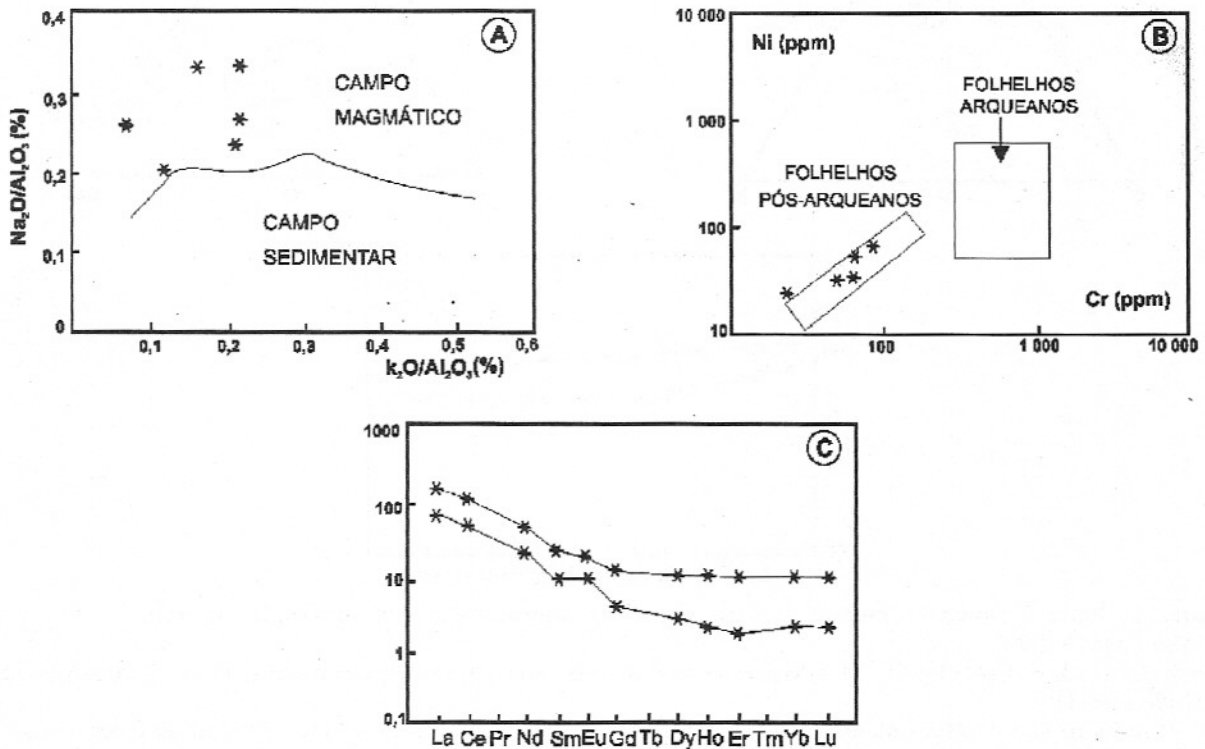 0,4
0,3
0,2
0,1
0
Na₂O/Al₂O₃(%)
A
CAMPO
MAGMÁTICO
CAMPO
SEDIMENTAR
0,1
0,2
0,3
0,4
0,5
0,6
k₂O/Al₂O₃(%)
10 000
1 000
100
10
Ni (ppm)
B
FOLHELHOS
ARQUEANOS
FOLHELHOS
PÓS-ARQUEANOS
Cr (ppm)
100
1 000
10 000
1000
100
10
1
0,1
C
La Ce Pr Nd Sm Eu Gd Tb Dy Ho Er Tm Yb Lu